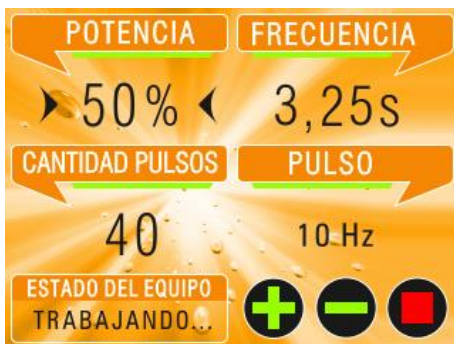 POTENCIA
FRECUENCIA
50%
3,25s
CANTIDAD PULSOS
PULSO
40
10 Hz
ESTADO DEL EQUIPO
TRABAJANDO...